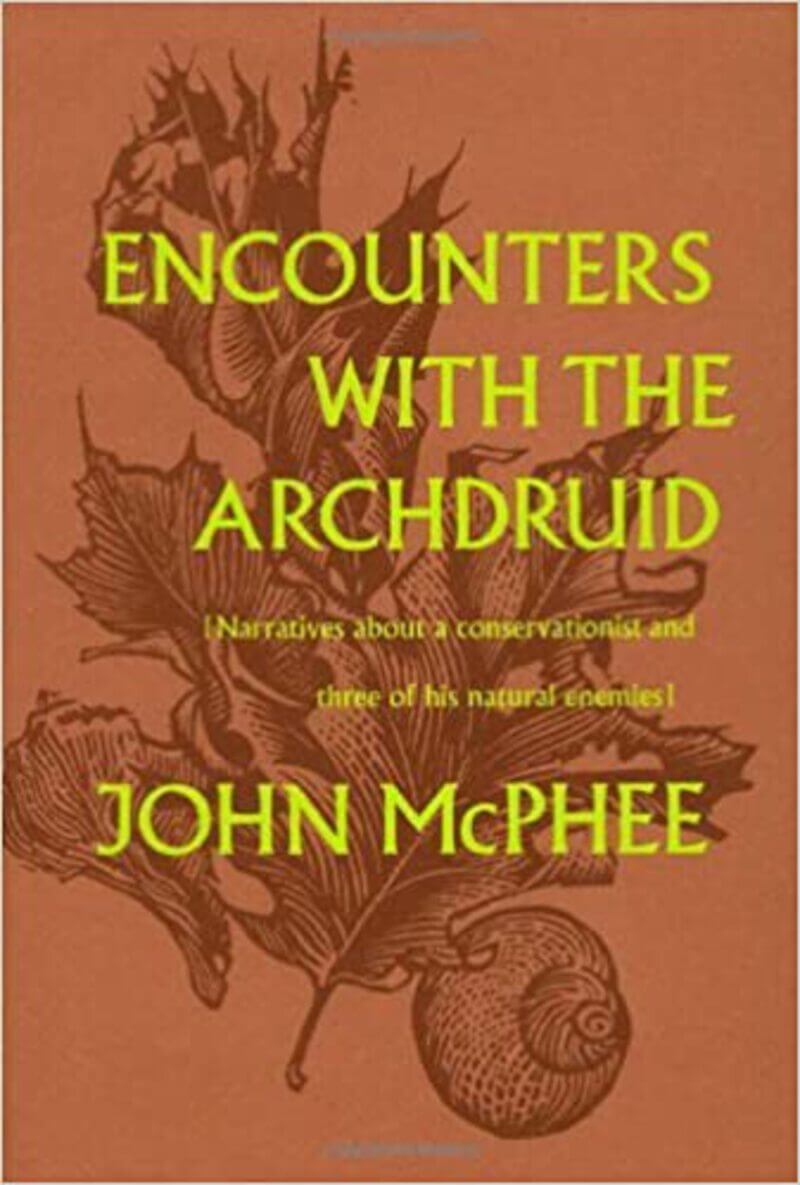 ENCOUNTERS
WITH THE
ARCHDRUID
[Narratives about a conservationist and
three of his natural enemies]
JOHN McPHEE